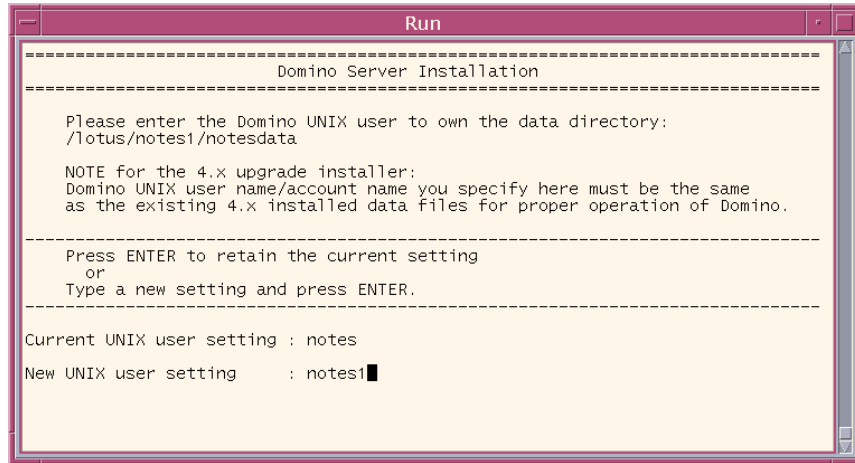 Run
================================================================================
Domino Server Installation
================================================================================
Please enter the Domino UNIX user to own the data directory:
/lotus/notes1/notesdata
NOTE for the 4.x upgrade installer:
Domino UNIX user name/account name you specify here must be the same
as the existing 4.x installed data files for proper operation of Domino.
--------------------------------------------------------------------------------
Press ENTER to retain the current setting
or
Type a new setting and press ENTER.
--------------------------------------------------------------------------------
Current UNIX user setting : notes
New UNIX user setting     : notes1